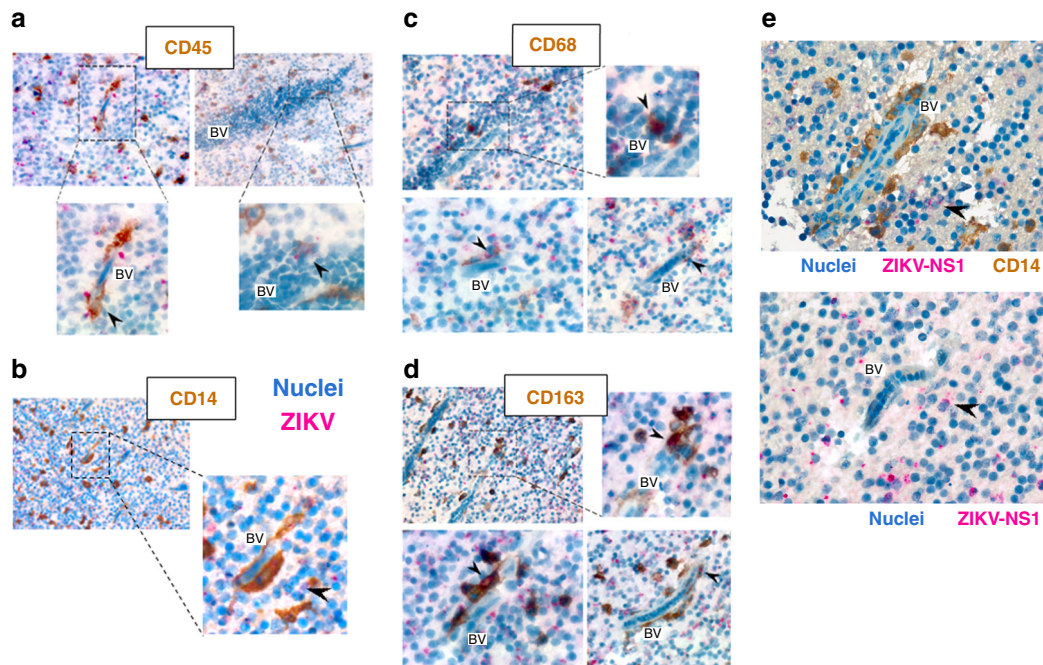 a
CD45
BV
BV
BV
BV
b
CD14
Nuclei
ZIKV
BV
c
CD68
BV
BV
BV
d
CD163
BV
BV
BV
e
BV
Nuclei ZIKV-NS1 CD14
BV
Nuclei ZIKV-NS1